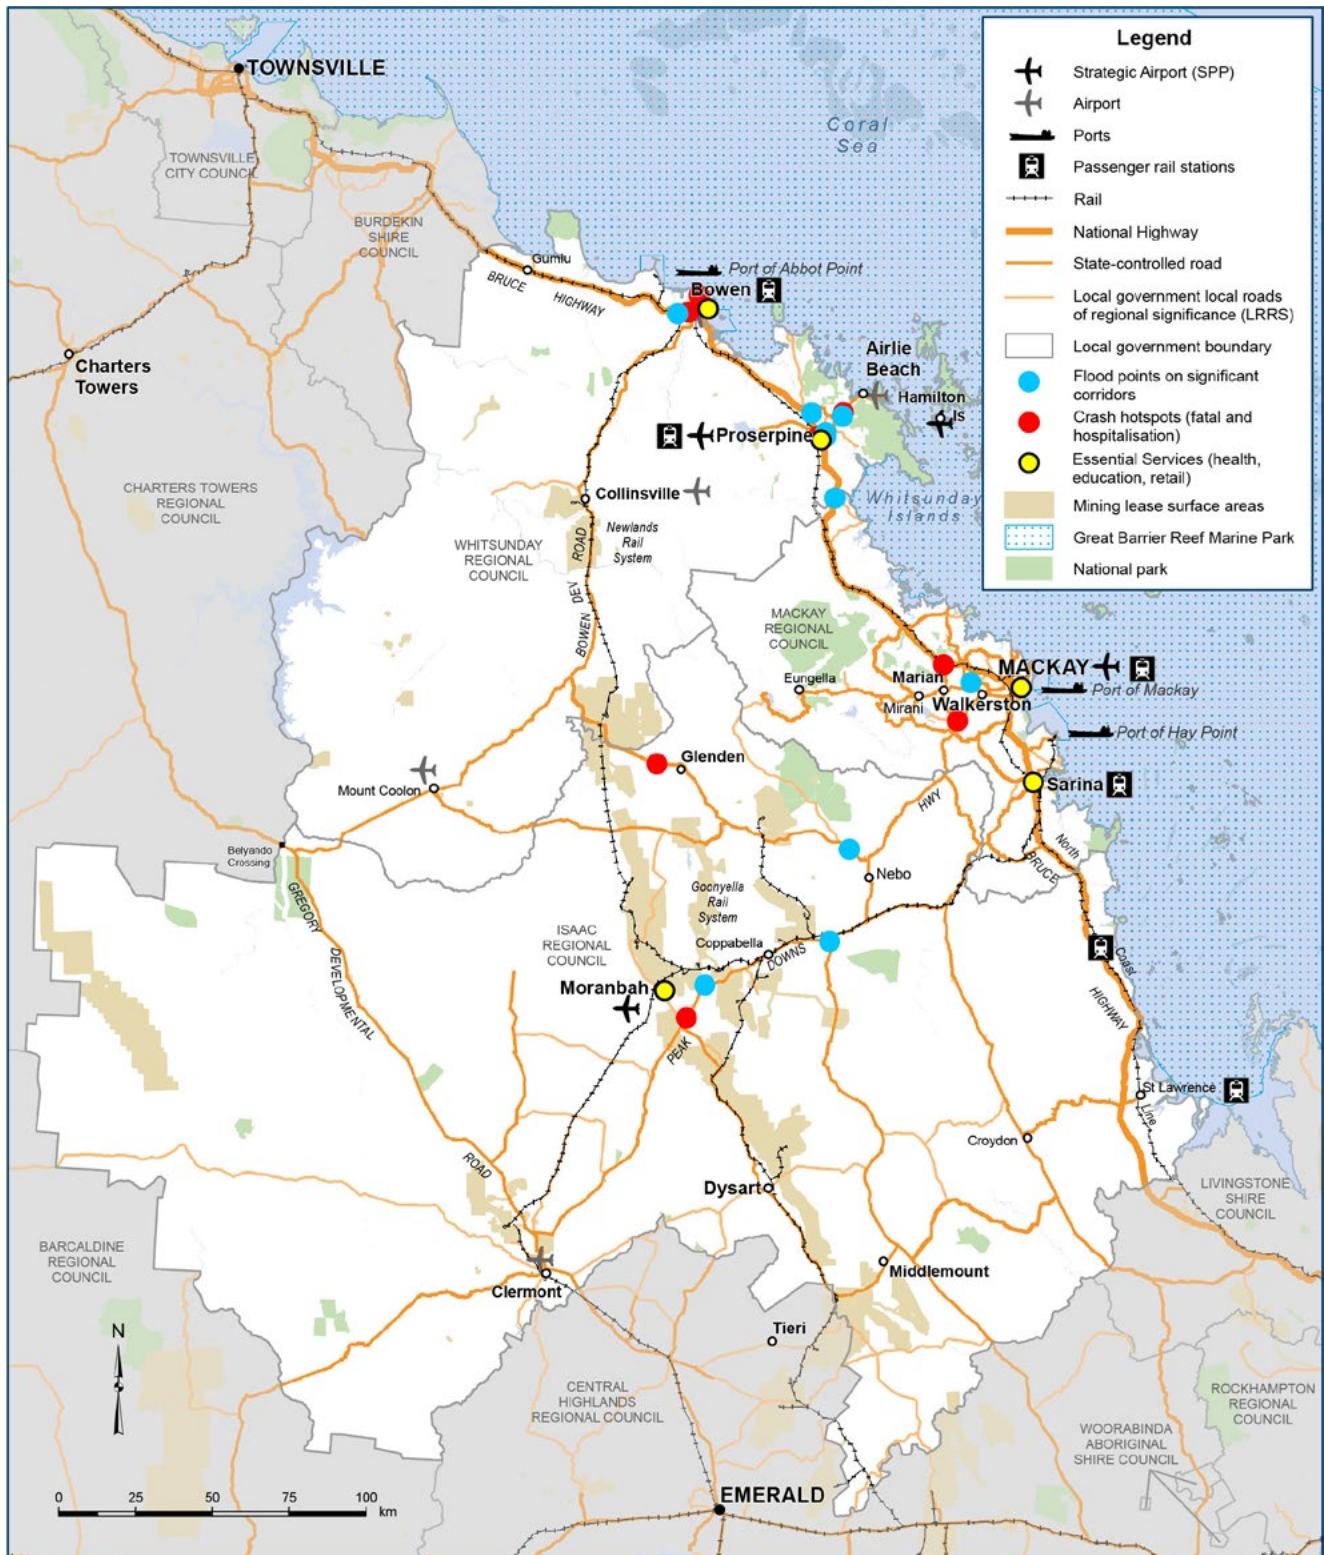 Legend
Strategic Airport (SPP)
Airport
Ports
Passenger rail stations
Rail
National Highway
State-controlled road
Local government local roads
of regional significance (LRRS)
Local government boundary
Flood points on significant
corridors
Crash hotspots (fatal and
hospitalisation)
Essential Services (health,
education, retail)
Mining lease surface areas
Great Barrier Reef Marine Park
National park
TOWNSVILLE
Coral
Sea
TOWNSVILLE
CITY COUNCIL
BURDEKIN
SHIRE
COUNCIL
Gumlu
BRUCE
HIGHWAY
Port of Abbot Point
Bowen
Charters
Towers
Airlie
Beach
Hamilton
Is
Proserpine
Collinsville
Whitsunday
Islands
CHARTERS TOWERS
REGIONAL
COUNCIL
Newlands
Rail
System
WHITSUNDAY
REGIONAL
COUNCIL
ROAD
DEV
BOWEN
MACKAY
REGIONAL
COUNCIL
Eungella
Marian
MACKAY
Mirani
Walkerston
Port of Mackay
Port of Hay Point
Glenden
Sarina
Mount Coolon
HWY
North
BRUCE
Belyando
Crossing
Nebo
GREGORY
Goonyella
Rail
System
ISAAC
REGIONAL
COUNCIL
Coppabella
DOWNS
Coast
DEVELOPMENTAL
Moranbah
HIGHWAY
PEAK
St Lawrence
Line
Croydon
ROAD
Dysart
LIVINGSTONE
SHIRE
COUNCIL
BARCALDINE
REGIONAL
COUNCIL
Middlemount
Clermont
Tieri
N
CENTRAL
HIGHLANDS
REGIONAL COUNCIL
ROCKHAMPTON
REGIONAL
COUNCIL
WOORABINDA
ABORIGINAL
SHIRE COUNCIL
EMERALD
0 25 50 75 100
km